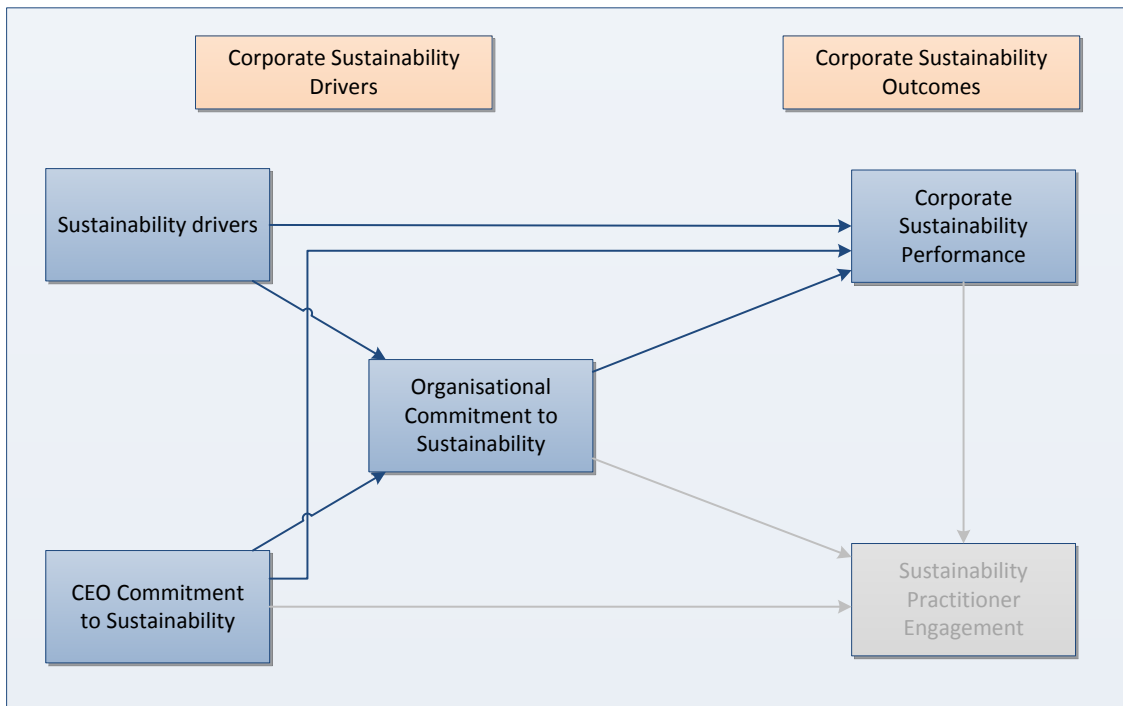 Corporate Sustainability
Drivers
Corporate Sustainability
Outcomes
Sustainability drivers
Corporate
Sustainability
Performance
Organisational
Commitment to
Sustainability
CEO Commitment
to Sustainability
Sustainability
Practitioner
Engagement